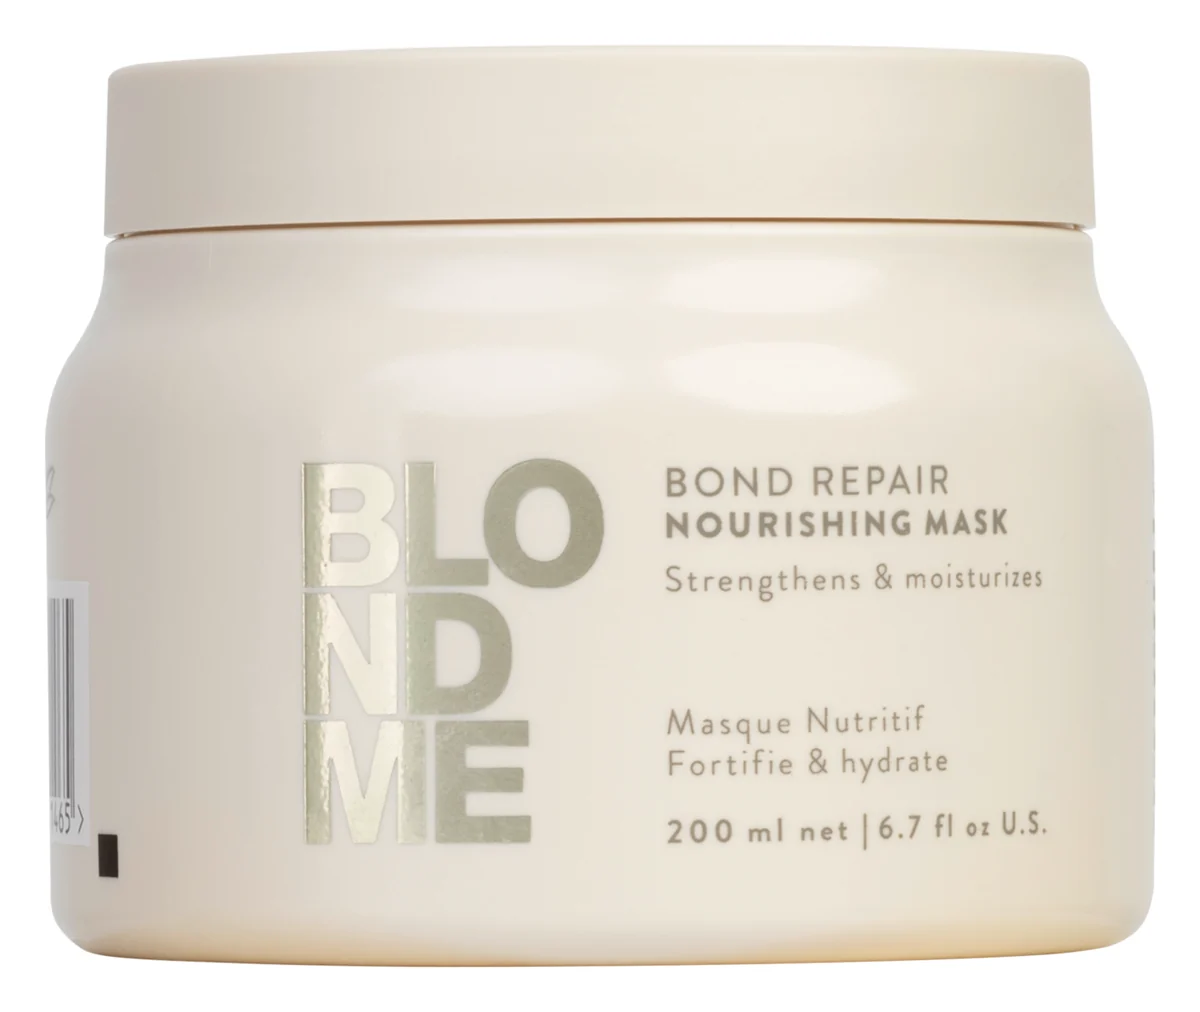 BLO
ND
ME
BOND REPAIR
NOURISHING MASK
Strengthens & moisturizes
Masque Nutritif
Fortifie & hydrate
200 ml net | 6.7 fl oz U.S.
465 >